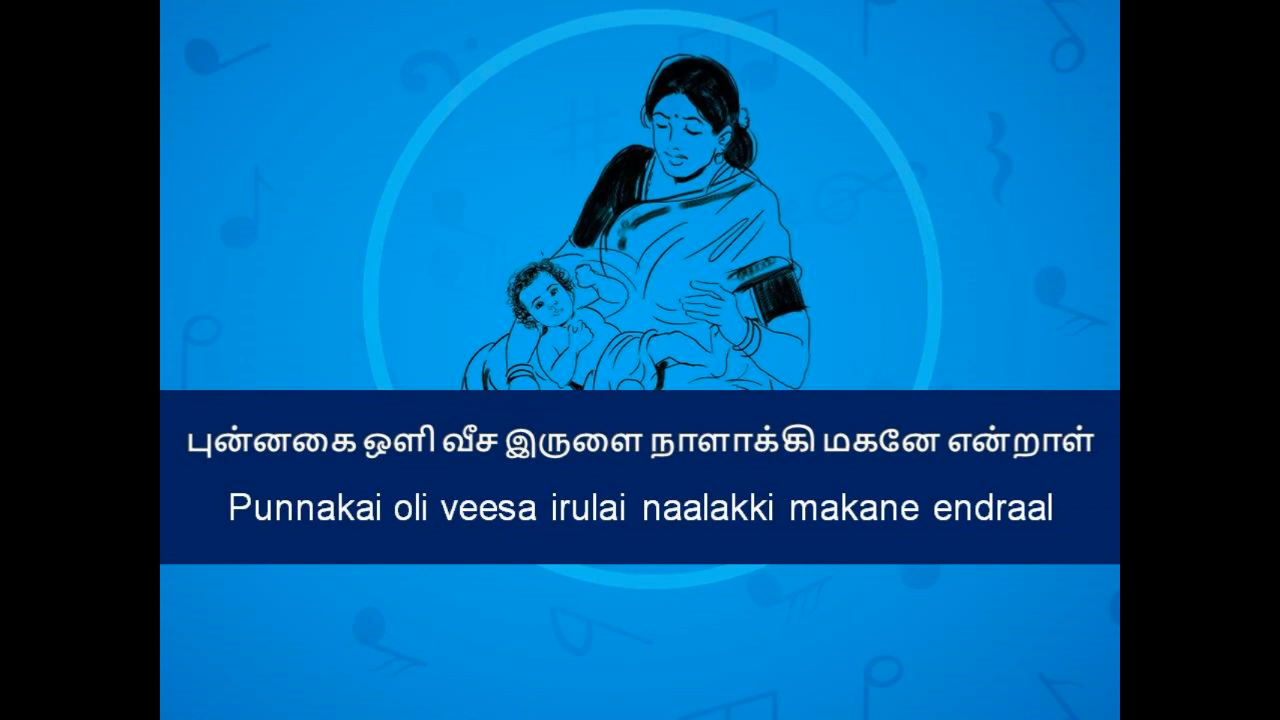 புன்னகை ஒளி வீச இருளை நாளாக்கி மகனே என்றாள்
Punnakai oli veesa irulai naalakki makane endraal